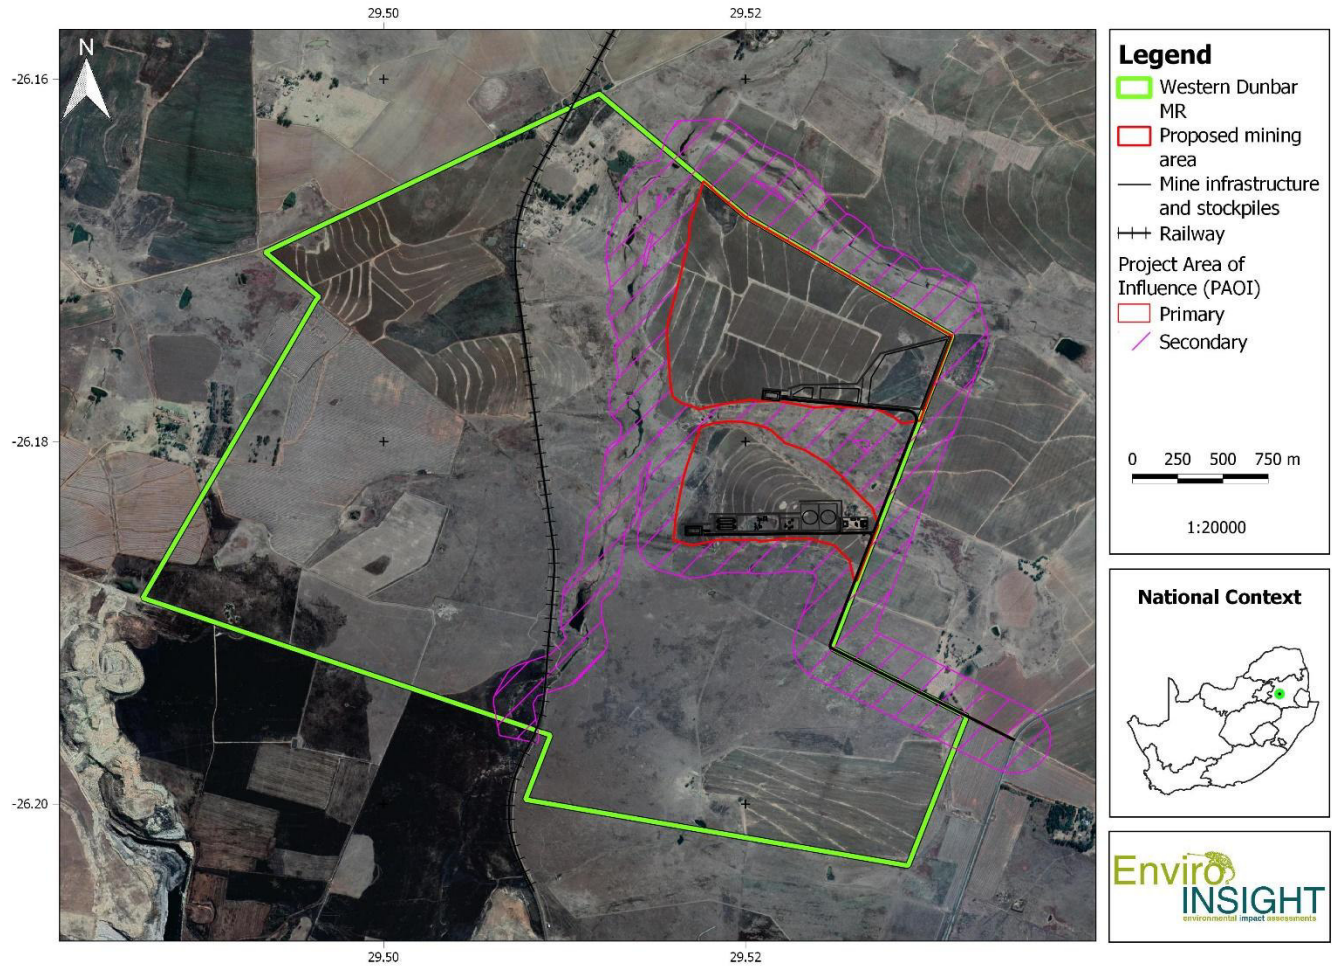 29.50
29.52
-26.16
N
-26.18
-26.20
29.50
29.52
Legend
Western Dunbar
MR
Proposed mining
area
Mine infrastructure
and stockpiles
Railway
Project Area of
Influence (PAOI)
Primary
Secondary
0 250 500 750 m
1:20000
National Context
Enviro
INSIGHT
environmental impact assessments